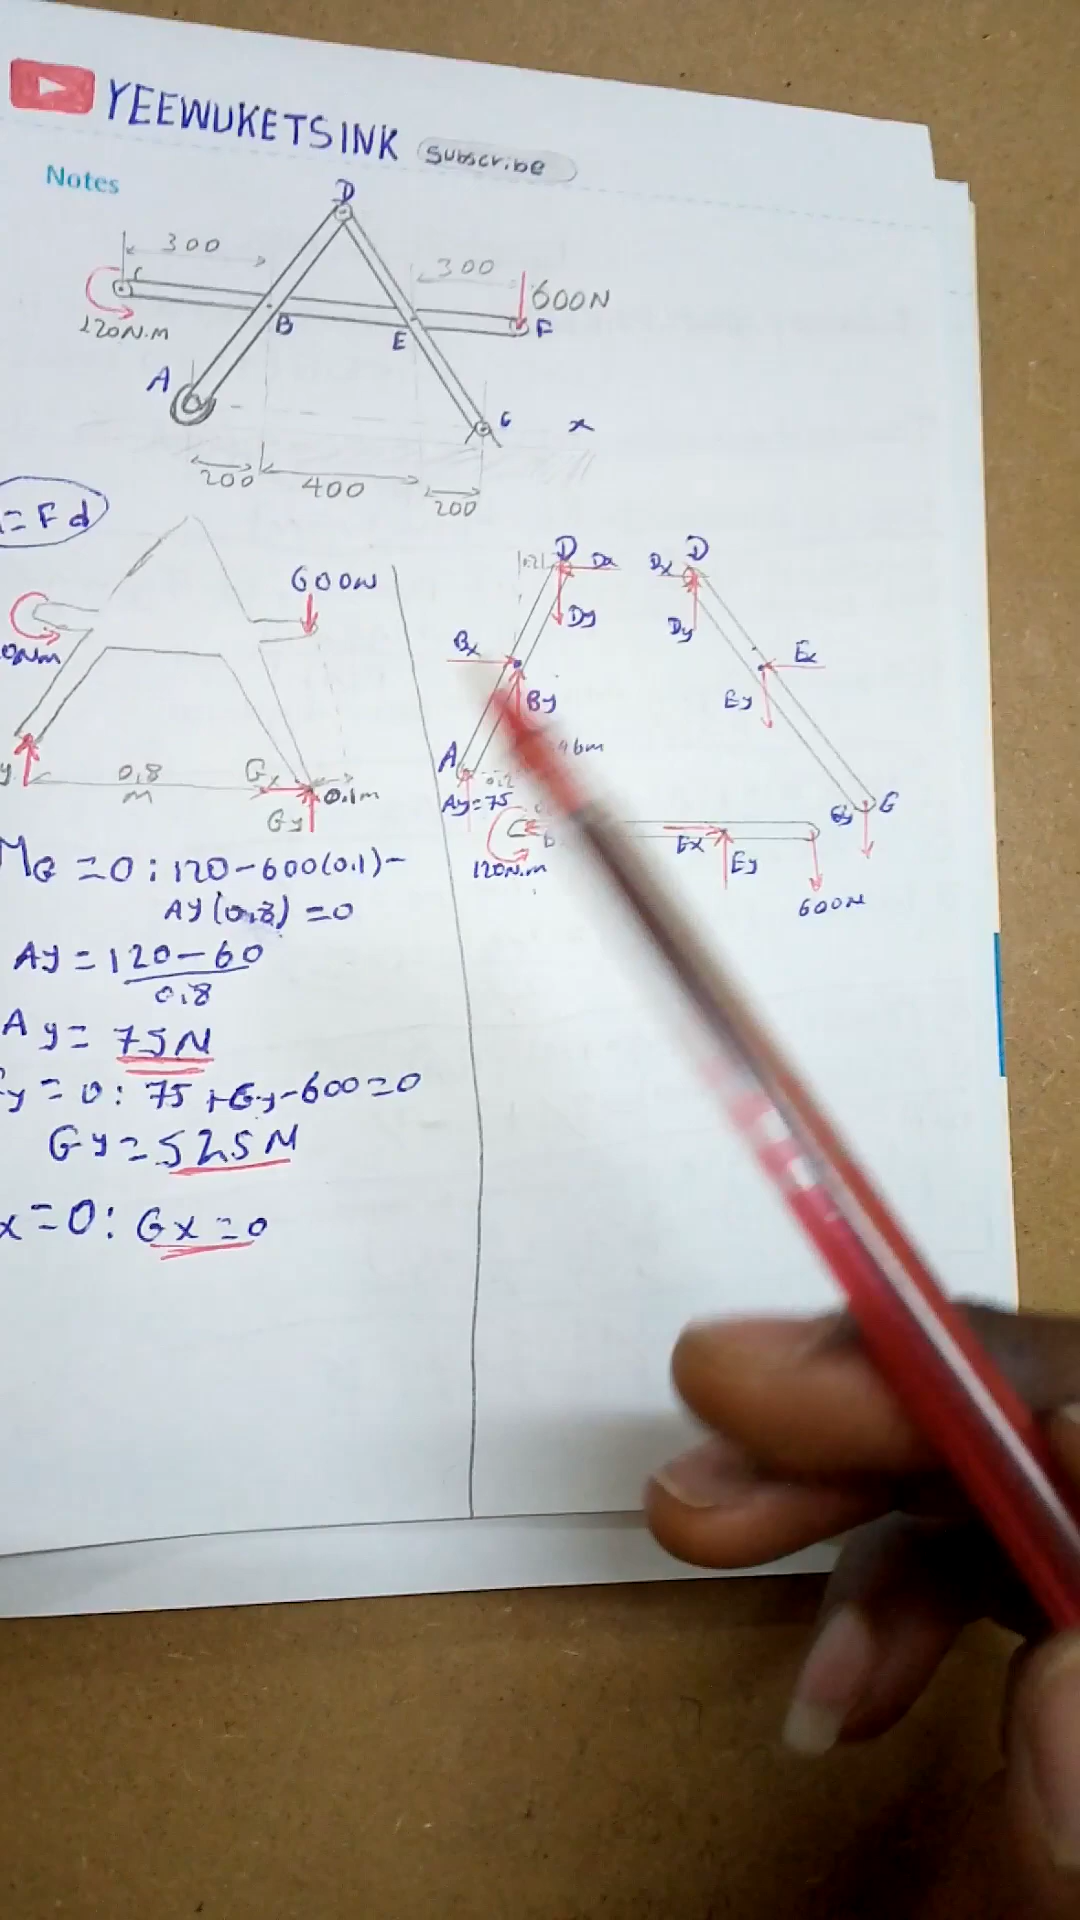 YEEWUKETSINK Subscribe
Notes
D
300
300
600N
C
120N.m
B
E
F
A
G
x
200
400
200
= Fd
600N
0.8
m
Gx
0.1m
Gy
D
Dx
Dy
Bx
By
A
0.2
Ay=75
120N.m
D
Dx
Dy
Ex
Ey
Gy
G
Ex
Ey
600N
MG = 0 : 120 - 600(0.1) -
Ay(0.8) = 0
Ay = 120 - 60
0.8
Ay = 75N
y = 0 : 75 + Gy - 600 = 0
Gy = 525N
x = 0 : Gx = 0